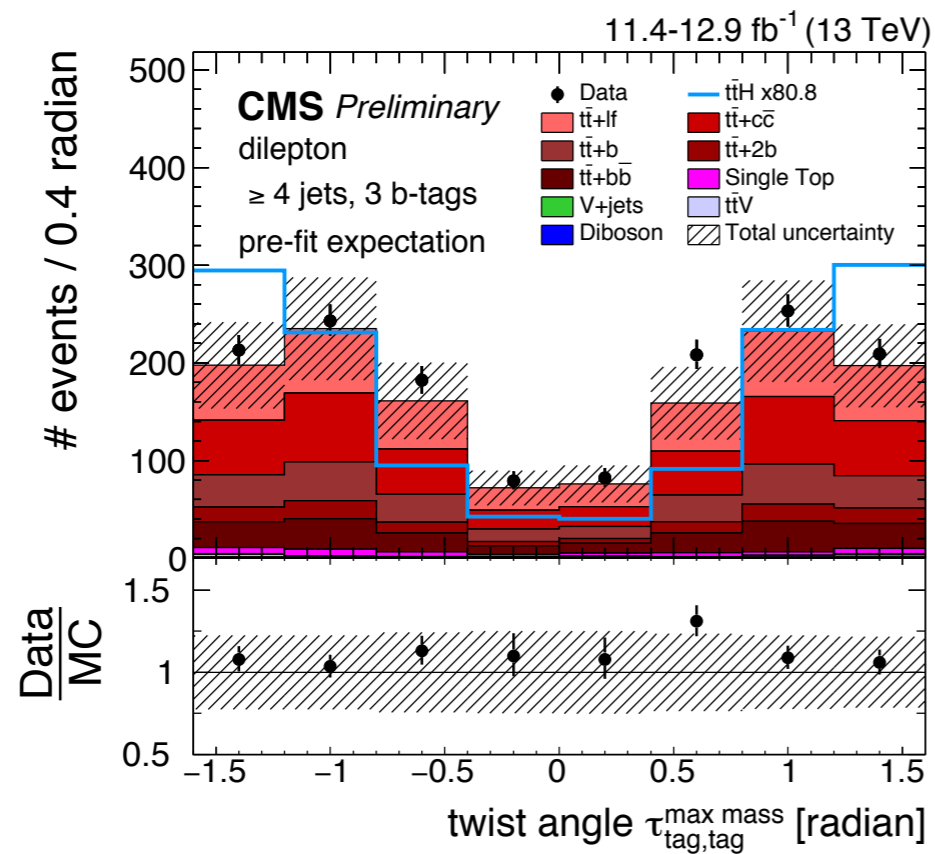 11.4-12.9 fb⁻¹ (13 TeV)
CMS Preliminary
dilepton
≥ 4 jets, 3 b-tags
pre-fit expectation
Data
tt̄H x80.8
tt̄+lf
tt̄+cc̄
tt̄+b
tt̄+2b
tt̄+bb̄
Single Top
V+jets
tt̄V
Diboson
Total uncertainty
# events / 0.4 radian
500
400
300
200
100
0
Data
MC
1.5
1
0.5
−1.5 −1 −0.5 0 0.5 1 1.5
twist angle τ^{max mass}_{tag,tag} [radian]